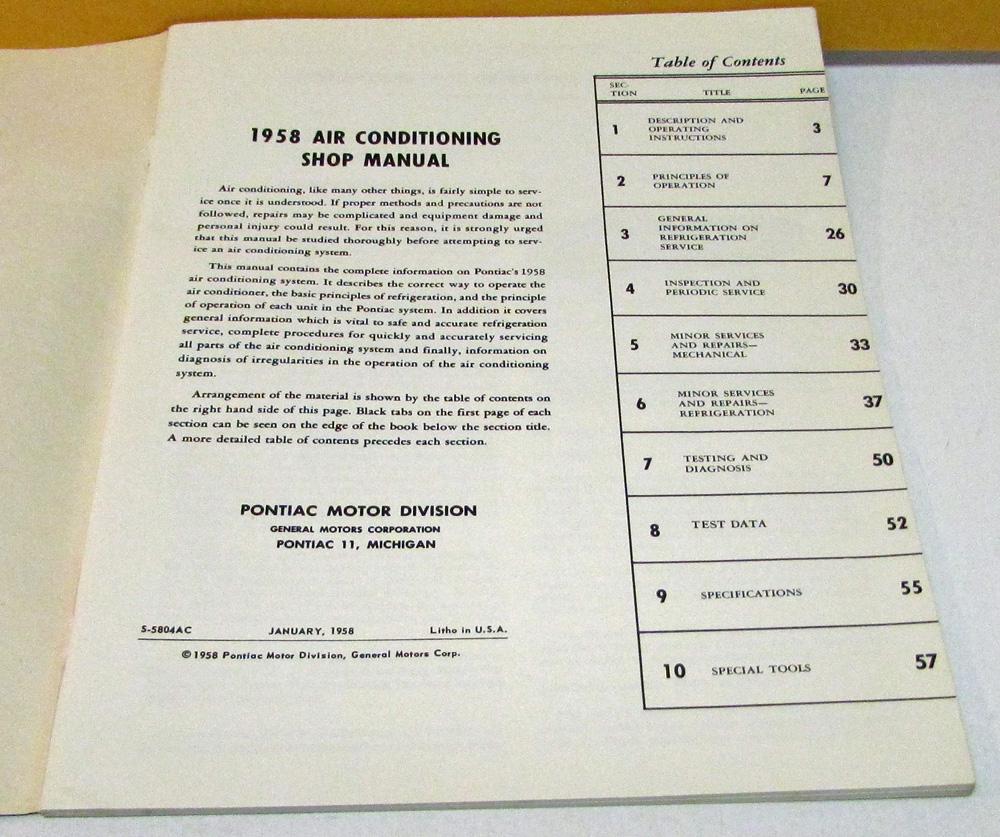 1958 AIR CONDITIONING
SHOP MANUAL
Air conditioning, like many other things, is fairly simple to serv-
ice once it is understood. If proper methods and precautions are not
followed, repairs may be complicated and equipment damage and
personal injury could result. For this reason, it is strongly urged
that this manual be studied thoroughly before attempting to serv-
ice an air conditioning system.
This manual contains the complete information on Pontiac's 1958
air conditioning system. It describes the correct way to operate the
air conditioner, the basic principles of refrigeration, and the principle
of operation of each unit in the Pontiac system. In addition it covers
general information which is vital to safe and accurate refrigeration
service, complete procedures for quickly and accurately servicing
all parts of the air conditioning system and finally, information on
diagnosis of irregularities in the operation of the air conditioning
system.
Arrangement of the material is shown by the table of contents on
the right hand side of this page. Black tabs on the first page of each
section can be seen on the edge of the book below the section title.
A more detailed table of contents precedes each section.
PONTIAC MOTOR DIVISION
GENERAL MOTORS CORPORATION
PONTIAC 11, MICHIGAN
S-5804AC JANUARY, 1958 Litho in U.S.A.
©1958 Pontiac Motor Division, General Motors Corp.
Table of Contents
SEC-
TION TITLE PAGE
1 DESCRIPTION AND
OPERATING
INSTRUCTIONS 3
2 PRINCIPLES OF
OPERATION 7
3 GENERAL
INFORMATION ON
REFRIGERATION
SERVICE 26
4 INSPECTION AND
PERIODIC SERVICE 30
5 MINOR SERVICES
AND REPAIRS—
MECHANICAL 33
6 MINOR SERVICES
AND REPAIRS—
REFRIGERATION 37
7 TESTING AND
DIAGNOSIS 50
8 TEST DATA 52
9 SPECIFICATIONS 55
10 SPECIAL TOOLS 57